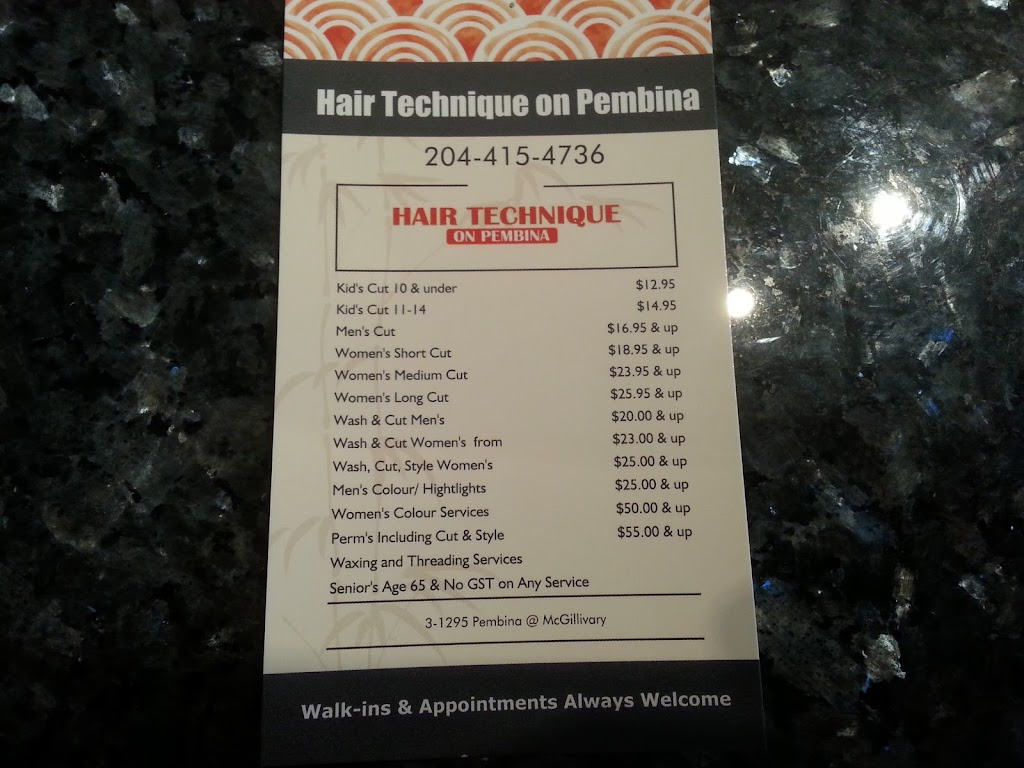 Hair Technique on Pembina
204-415-4736
HAIR TECHNIQUE
ON PEMBINA
Kid's Cut 10 & under $12.95
Kid's Cut 11-14 $14.95
Men's Cut $16.95 & up
Women's Short Cut $18.95 & up
Women's Medium Cut $23.95 & up
Women's Long Cut $25.95 & up
Wash & Cut Men's $20.00 & up
Wash & Cut Women's from $23.00 & up
Wash, Cut, Style Women's $25.00 & up
Men's Colour/ Hightlights $25.00 & up
Women's Colour Services $50.00 & up
Perm's Including Cut & Style $55.00 & up
Waxing and Threading Services
Senior's Age 65 & No GST on Any Service
3-1295 Pembina @ McGillivary
Walk-ins & Appointments Always Welcome